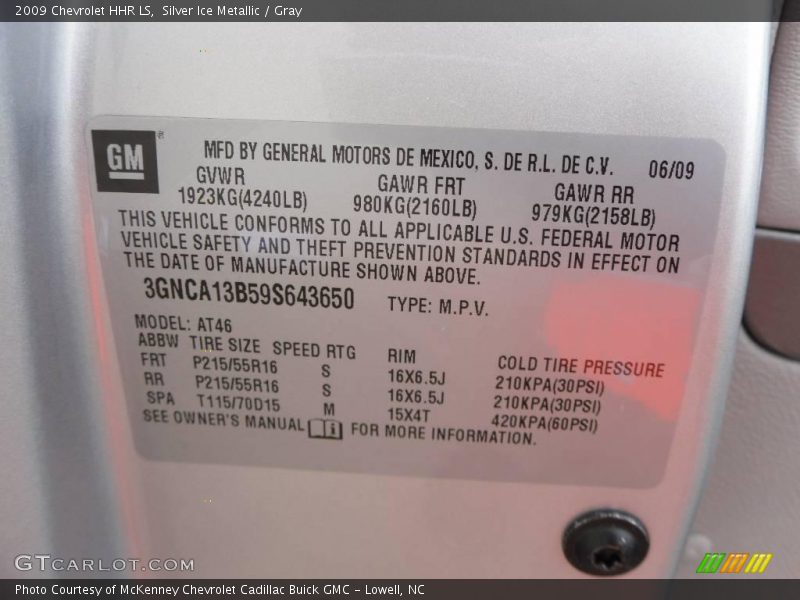 2009 Chevrolet HHR LS, Silver Ice Metallic / Gray
GM®
MFD BY GENERAL MOTORS DE MEXICO, S. DE R.L. DE C.V. 06/09
GVWR GAWR FRT GAWR RR
1923KG(4240LB) 980KG(2160LB) 979KG(2158LB)
THIS VEHICLE CONFORMS TO ALL APPLICABLE U.S. FEDERAL MOTOR
VEHICLE SAFETY AND THEFT PREVENTION STANDARDS IN EFFECT ON
THE DATE OF MANUFACTURE SHOWN ABOVE.
3GNCA13B59S643650 TYPE: M.P.V.
MODEL: AT46
ABBW TIRE SIZE SPEED RTG RIM COLD TIRE PRESSURE
FRT P215/55R16 S 16X6.5J 210KPA(30PSI)
RR P215/55R16 S 16X6.5J 210KPA(30PSI)
SPA T115/70D15 M 15X4T 420KPA(60PSI)
SEE OWNER'S MANUAL FOR MORE INFORMATION.
GTCARLOT.COM
Photo Courtesy of McKenney Chevrolet Cadillac Buick GMC - Lowell, NC